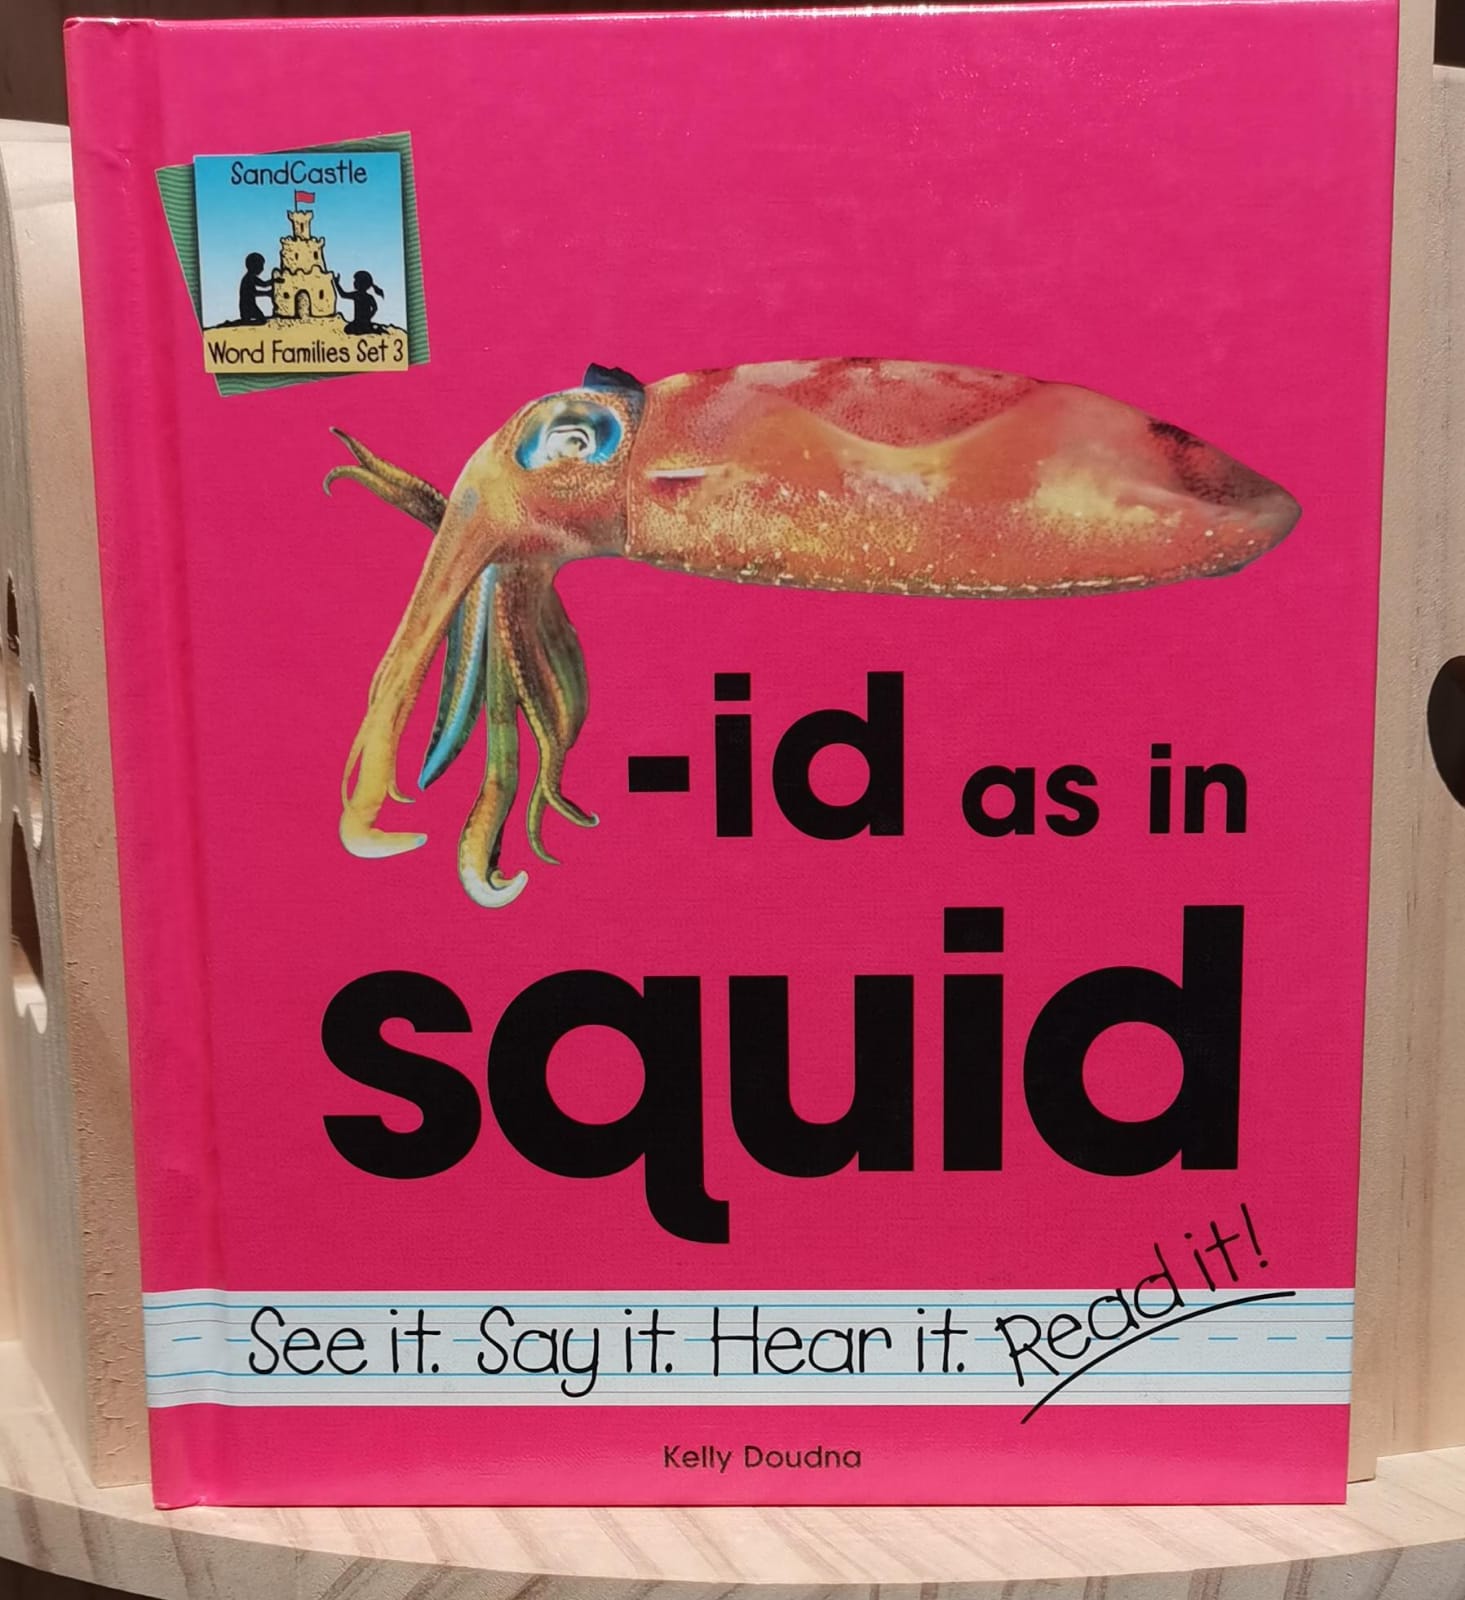 SandCastle
Word Families Set 3
-id as in
squid
See it. Say it. Hear it. Read it!
Kelly Doudna